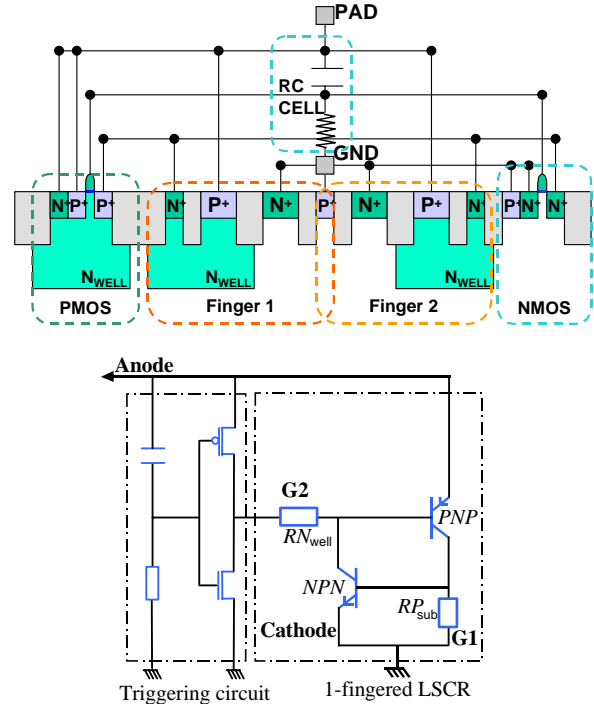 PAD
RC
CELL
GND
N+ P+ P+ N+ P+ N+ P+ N+ P+ N+ P+ N+ N+
NWELL NWELL NWELL
PMOS Finger 1 Finger 2 NMOS
Anode
G2
RNwell
PNP
NPN
RPsub
Cathode
G1
Triggering circuit
1-fingered LSCR